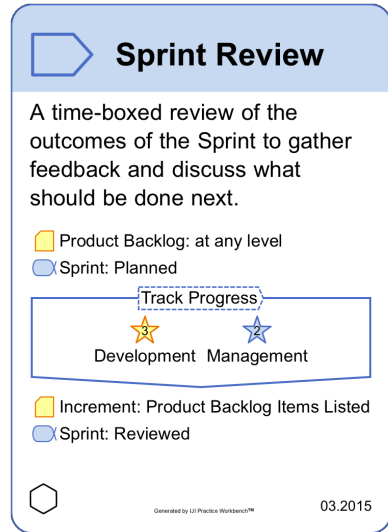 Sprint Review
A time-boxed review of the
outcomes of the Sprint to gather
feedback and discuss what
should be done next.
Product Backlog: at any level
Sprint: Planned
Track Progress
3 2
Development Management
Increment: Product Backlog Items Listed
Sprint: Reviewed
Generated by IJI Practice Workbench™
03.2015